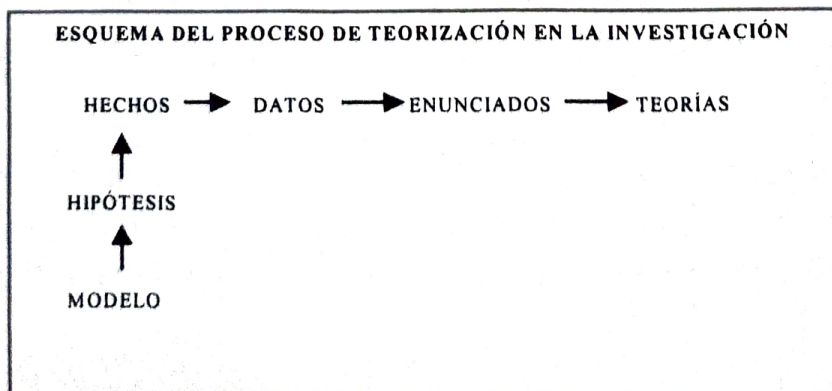 ESQUEMA DEL PROCESO DE TEORIZACIÓN EN LA INVESTIGACIÓN
HECHOS DATOS ENUNCIADOS TEORÍAS
HIPÓTESIS
MODELO